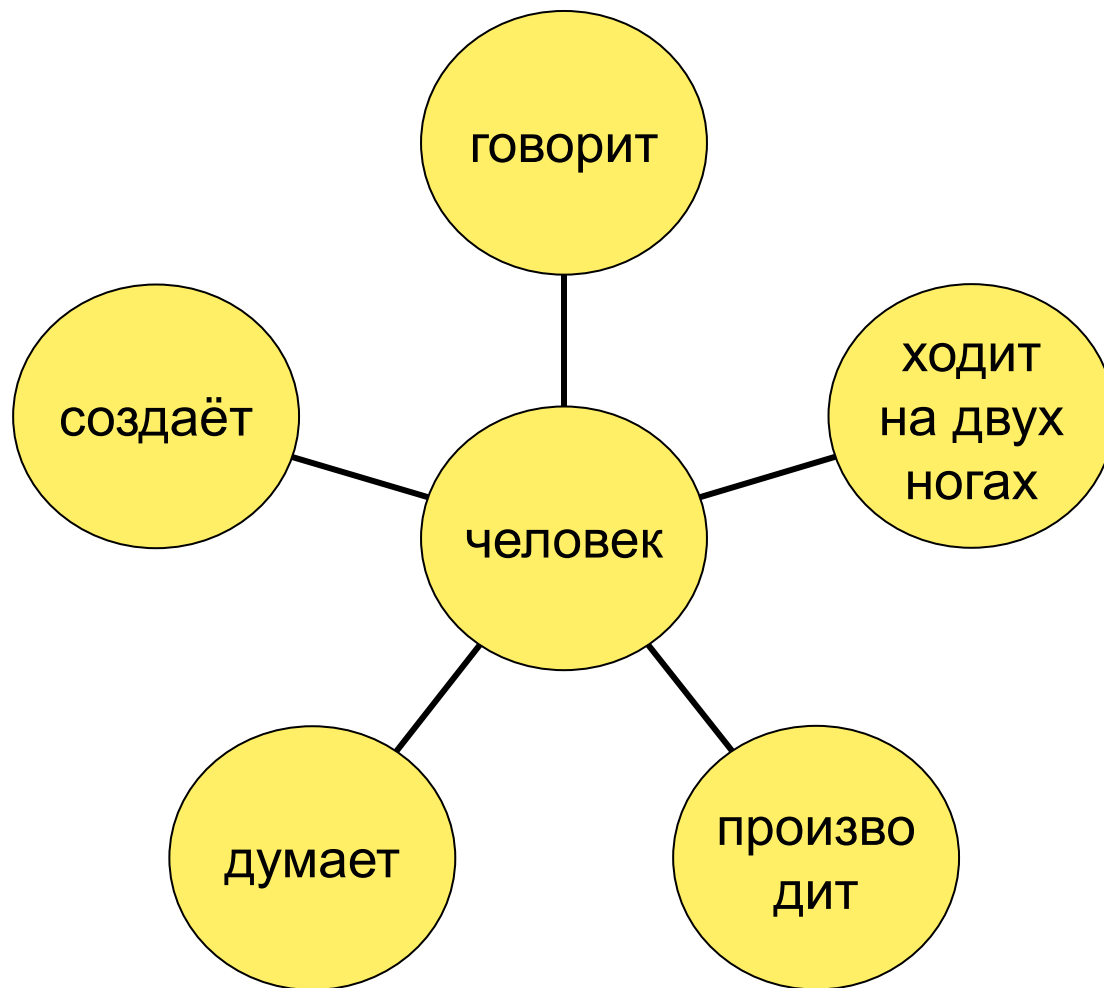 говорит
создаёт
ходит
на двух
ногах
человек
думает
произво
дит